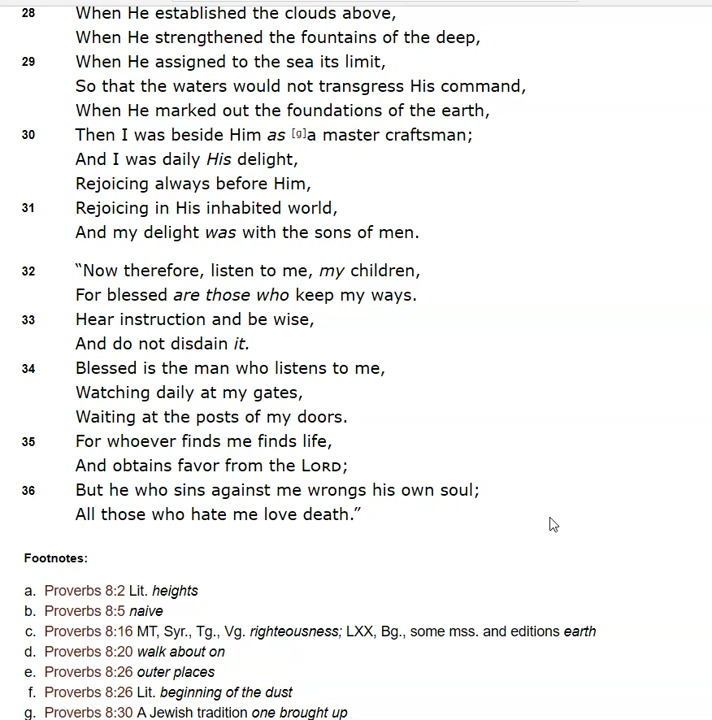 28 When He established the clouds above,
When He strengthened the fountains of the deep,
29 When He assigned to the sea its limit,
So that the waters would not transgress His command,
When He marked out the foundations of the earth,
30 Then I was beside Him as [g]a master craftsman;
And I was daily His delight,
Rejoicing always before Him,
31 Rejoicing in His inhabited world,
And my delight was with the sons of men.
32 “Now therefore, listen to me, my children,
For blessed are those who keep my ways.
33 Hear instruction and be wise,
And do not disdain it.
34 Blessed is the man who listens to me,
Watching daily at my gates,
Waiting at the posts of my doors.
35 For whoever finds me finds life,
And obtains favor from the LORD;
36 But he who sins against me wrongs his own soul;
All those who hate me love death.”
Footnotes:
a. Proverbs 8:2 Lit. heights
b. Proverbs 8:5 naive
c. Proverbs 8:16 MT, Syr., Tg., Vg. righteousness; LXX, Bg., some mss. and editions earth
d. Proverbs 8:20 walk about on
e. Proverbs 8:26 outer places
f. Proverbs 8:26 Lit. beginning of the dust
g. Proverbs 8:30 A Jewish tradition one brought up